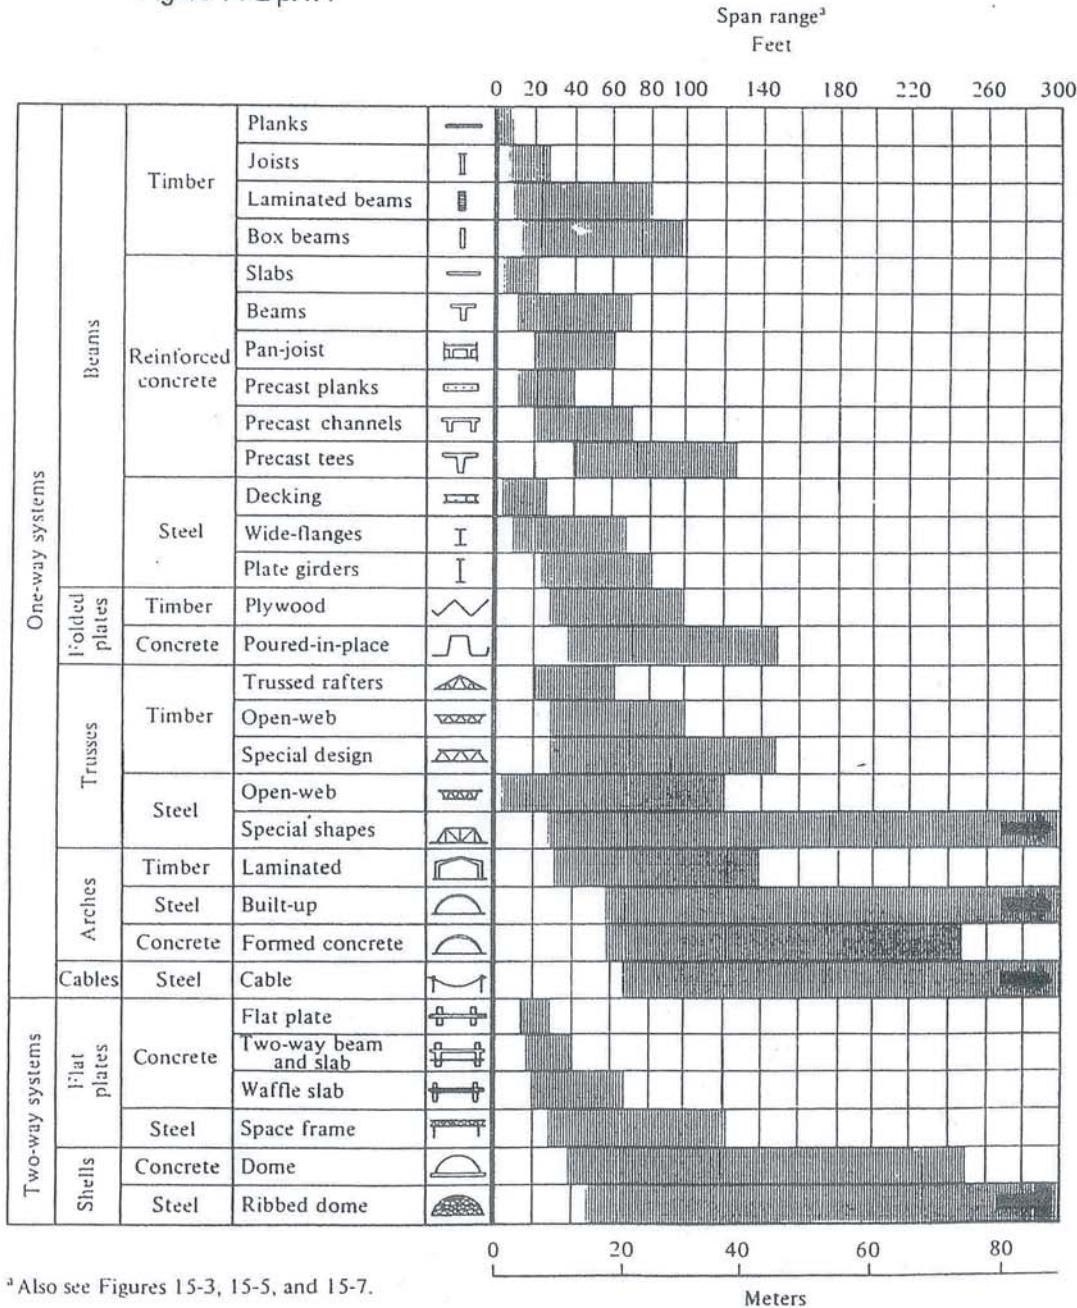 Span range^a
Feet
0 20 40 60 80 100 140 180 220 260 300
One-way systems
Beams
Timber
Planks
Joists
Laminated beams
Box beams
Reinforced
concrete
Slabs
Beams
Pan-joist
Precast planks
Precast channels
Precast tees
Steel
Decking
Wide-flanges
Plate girders
Folded
plates
Timber
Plywood
Concrete
Poured-in-place
Trusses
Timber
Trussed rafters
Open-web
Special design
Steel
Open-web
Special shapes
Arches
Timber
Laminated
Steel
Built-up
Concrete
Formed concrete
Cables
Steel
Cable
Two-way systems
Flat
plates
Concrete
Flat plate
Two-way beam
and slab
Waffle slab
Steel
Space frame
Shells
Concrete
Dome
Steel
Ribbed dome
0 20 40 60 80
Meters
^a Also see Figures 15-3, 15-5, and 15-7.